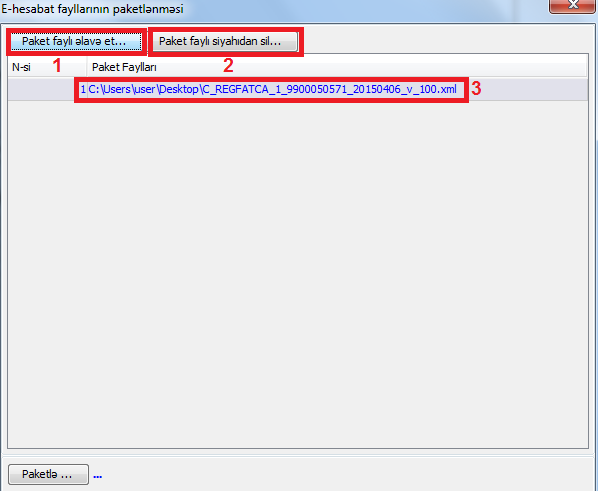 E-hesabat fayllarının paketlənməsi
Paket faylı əlavə et... Paket faylı siyahıdan sil...
N-si 1 Paket Faylları 2
1 C:\Users\user\Desktop\C_REGFATCA_1_9900050571_20150406_v_100.xml 3
Paketlə ... ...